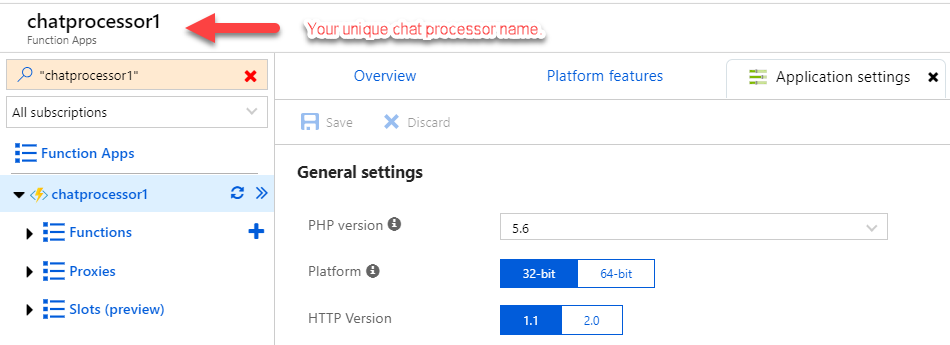 chatprocessor1
Function Apps
Your unique chat processor name.
"chatprocessor1"
All subscriptions
Function Apps
chatprocessor1
Functions
Proxies
Slots (preview)
Overview
Platform features
Application settings
Save
Discard
General settings
PHP version
5.6
Platform
32-bit
64-bit
HTTP Version
1.1
2.0